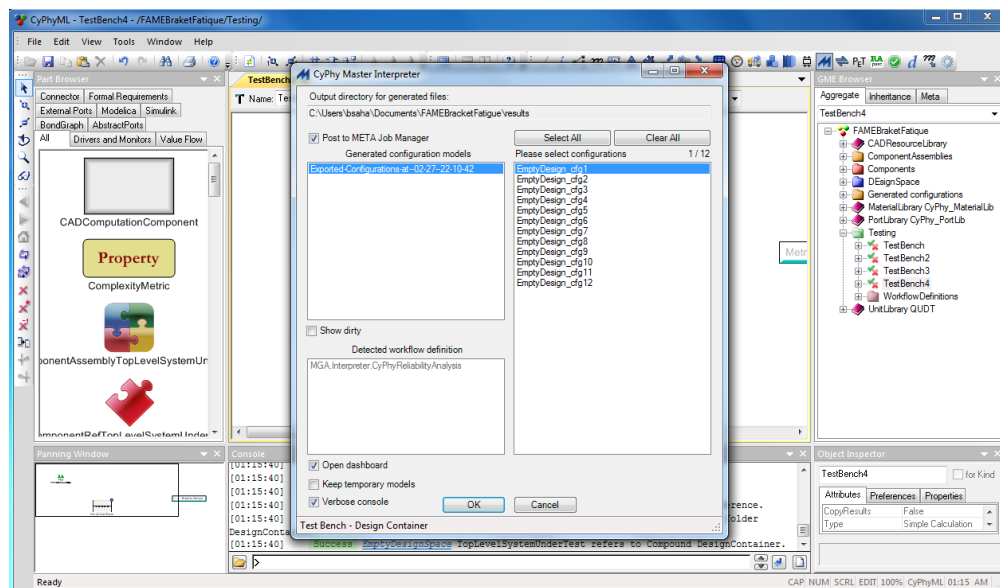 CyPhyML - TestBench4 - /FAMEBraketFatique/Testing/
File Edit View Tools Window Help
Part Browser
Connector Formal Requirements
External Ports Modelica Simulink
BondGraph AbstractPorts
All Drivers and Monitors Value Flow
CADComputationComponent
Property
ComplexityMetric
ponentAssemblyTopLevelSystemUn
mponentRefTopLevelSystemUnder
TestBench
Name: Tes
CyPhy Master Interpreter
Output directory for generated files:
C:\Users\bsaha\Documents\FAMEBraketFatigue\results
Post to META Job Manager
Select All
Clear All
Generated configuration models
Please select configurations
1 / 12
Exported-Configurations-at--02-27--22-10-42
EmptyDesign_cfg1
EmptyDesign_cfg2
EmptyDesign_cfg3
EmptyDesign_cfg4
EmptyDesign_cfg5
EmptyDesign_cfg6
EmptyDesign_cfg7
EmptyDesign_cfg8
EmptyDesign_cfg9
EmptyDesign_cfg10
EmptyDesign_cfg11
EmptyDesign_cfg12
Show dirty
Detected workflow definition
MGA.Interpreter.CyPhyReliabilityAnalysis
Open dashboard
Keep temporary models
Verbose console
OK
Cancel
Test Bench - Design Container
Metr
GME Browser
Aggregate Inheritance Meta
TestBench4
FAMEBraketFatique
CADResourceLibrary
ComponentAssemblies
Components
DEsignSpace
Generated configurations
MaterialLibrary CyPhy_MaterialLib
PortLibrary CyPhy_PortLib
Testing
TestBench
TestBench2
TestBench3
TestBench4
WorkflowDefinitions
UnitLibrary QUDT
Panning Window
Console
[01:15:40]
[01:15:40]
[01:15:40]
[01:15:40] rence.
[01:15:40] older
DesignConta
[01:15:40] Success EmptyDesignSpace TopLevelSystemUnderTest refers to Compound DesignContainer.
Object Inspector
TestBench4
for Kind
Attributes Preferences Properties
CopyResults False
Type Simple Calculation
Ready
CAP NUM SCRL EDIT 100% CyPhyML 01:15 AM